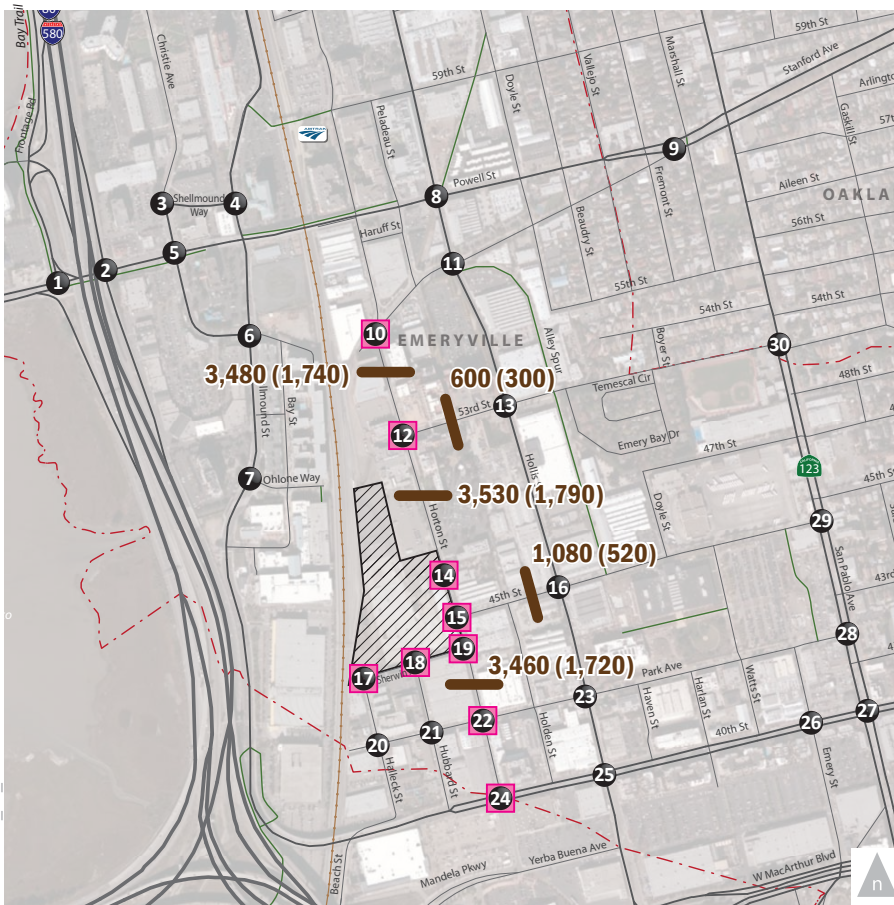 80
580
Bay Trail
Frontage Rd
Christie Ave
59th St
Peladeau St
Doyle St
Vallejo St
Marshall St
59th St
Stanford Ave
Gaskill St
AMTRAK
9
Aileen St
OAKLA
56th St
Powell St
8
3
Shellmound
Way
4
Haruff St
Beaudry St
Fremont St
55th St
5
2
1
11
54th St
54th St
6
10
EMERYVILLE
Alley Spur
Boyer St
30
3,480 (1,740)
600 (300)
Temescal Cir
48th St
Bay St
53rd St
13
12
Emery Bay Dr
47th St
CALIFORNIA
123
45th St
7
Ohlone Way
3,530 (1,790)
Horton St
Doyle St
29
1,080 (520)
14
45th St
16
San Pablo Ave
15
28
19
18
17
3,460 (1,720)
Park Ave
Haven St
Harlan St
Watts St
23
27
22
26
21
20
40th St
Holden St
Hubbard St
Halleck St
Emery St
25
24
Beach St
Mandela Pkwy
Yerba Buena Ave
W MacArthur Blvd
n